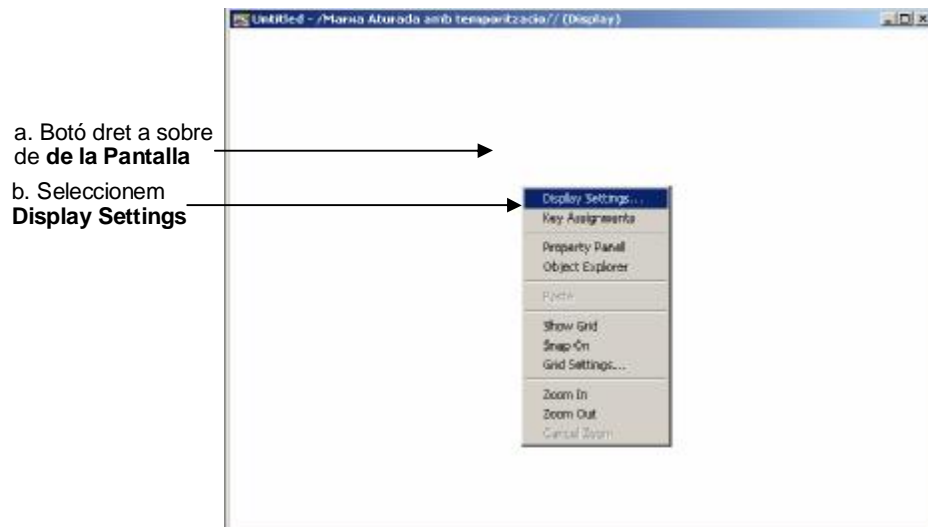 Untitled - /Marxa Aturada amb temporitzacio// (Display)
a. Botó dret a sobre
de de la Pantalla
b. Seleccionem
Display Settings
Display Settings...
Key Assignments
Property Panel
Object Explorer
Paste
Show Grid
Snap On
Grid Settings...
Zoom In
Zoom Out
Cancel Zoom